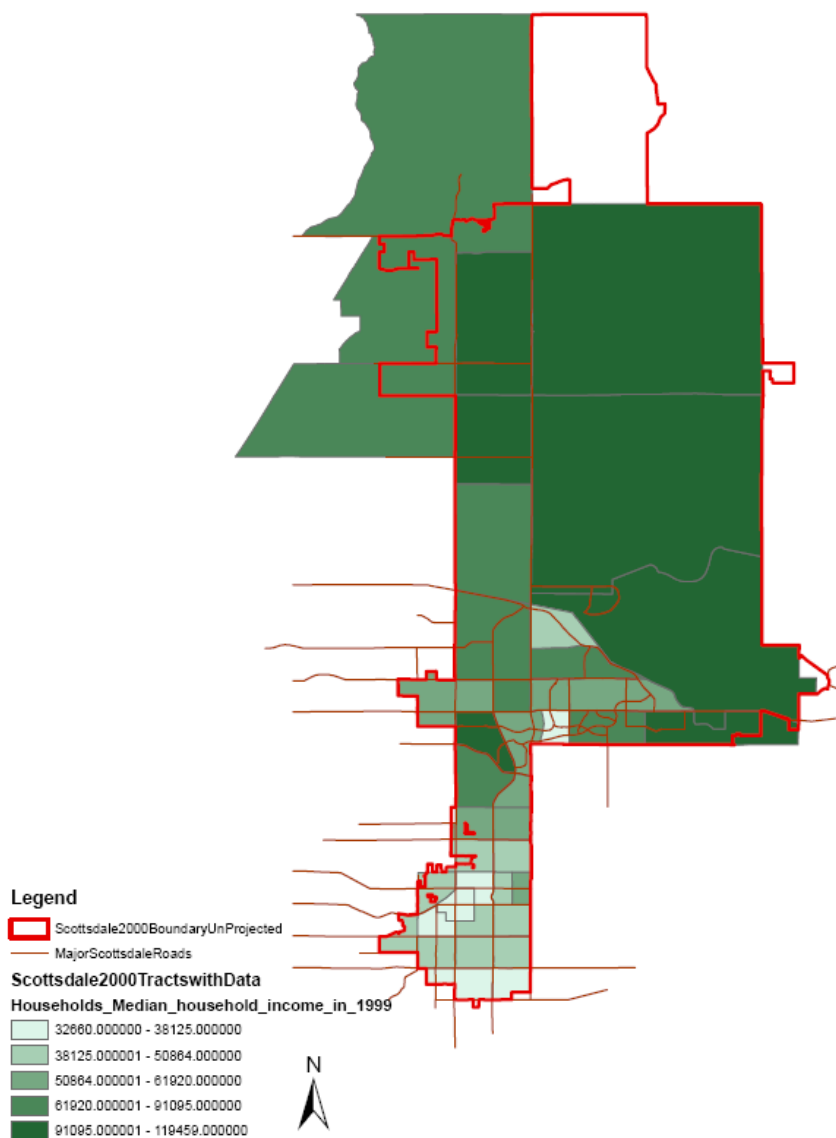 Legend
Scottsdale2000BoundaryUnProjected
MajorScottsdaleRoads
Scottsdale2000TractswithData
Households_Median_household_income_in_1999
32660.000000 - 38125.000000
38125.000001 - 50864.000000
50864.000001 - 61920.000000
61920.000001 - 91095.000000
91095.000001 - 119459.000000
N